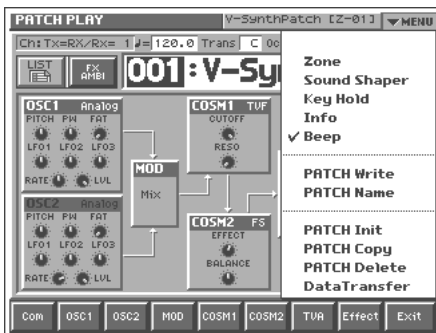 PATCH PLAY V-SynthPatch [Z-01] ▼MENU
Ch:Tx=RX/Rx= 1 ♩= 120.0 Trans C Oc
LIST FX AMBI 001:V-Sy
Zone
Sound Shaper
Key Hold
Info
✓ Beep
PATCH Write
PATCH Name
PATCH Init
PATCH Copy
PATCH Delete
DataTransfer
OSC1 Analog
PITCH PW FAT
LFO1 LFO2 LFO3
RATE LVL
OSC2 Analog
PITCH PW FAT
LFO1 LFO2 LFO3
RATE LVL
MOD
Mix
COSM1 TVF
CUTOFF
RESO
COSM2 FS
EFFECT
BALANCE
Com OSC1 OSC2 MOD COSM1 COSM2 TVA Effect Exit